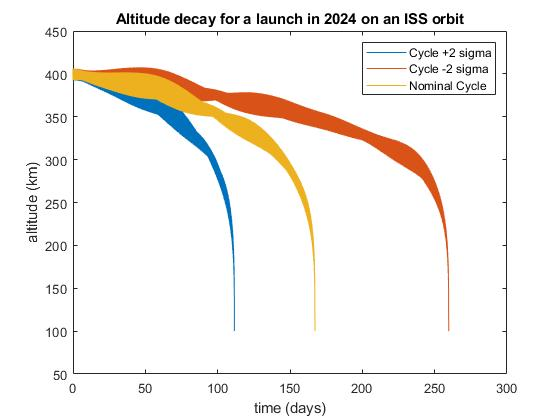 Altitude decay for a launch in 2024 on an ISS orbit
450
400
350
300
250
200
150
100
50
altitude (km)
Cycle +2 sigma
Cycle -2 sigma
Nominal Cycle
0
50
100
150
200
250
300
time (days)